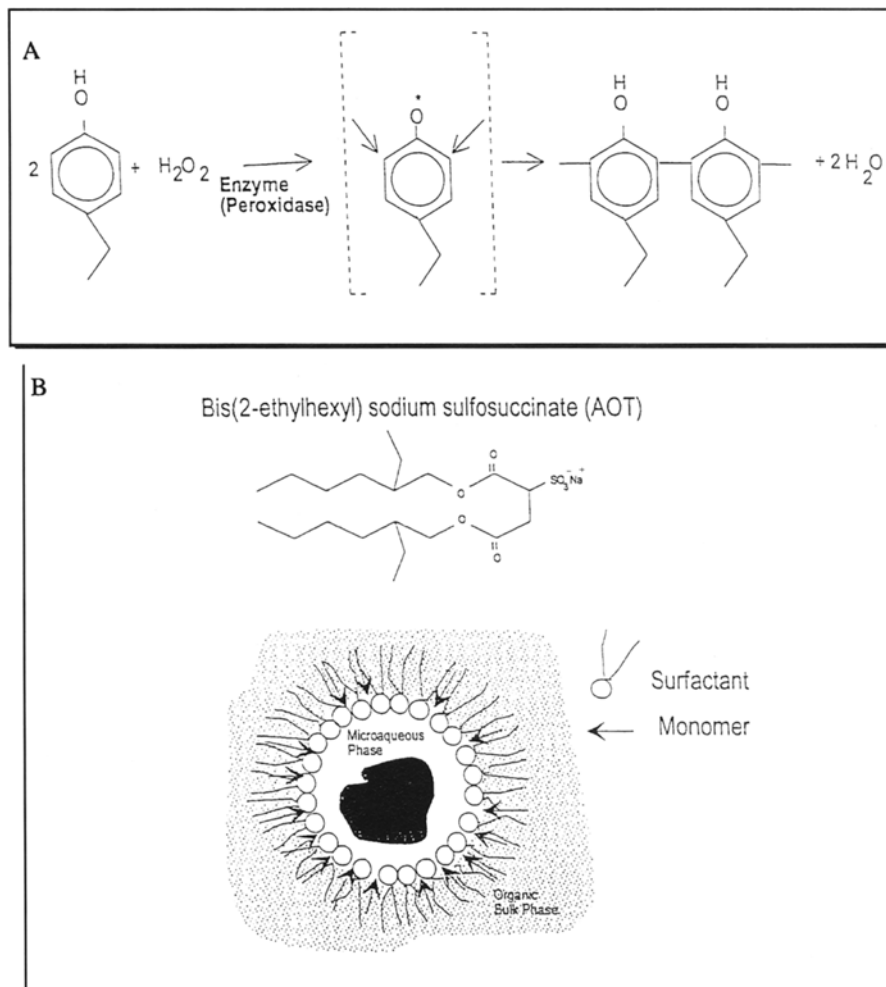 A
H
O
2
+ H2O2
Enzyme
(Peroxidase)
*
O
H
O
H
O
+ 2 H2O
B
Bis(2-ethylhexyl) sodium sulfosuccinate (AOT)
O
O
SO3⁻Na⁺
O
O
Surfactant
Monomer
Microaqueous
Phase
Organic
Bulk Phase